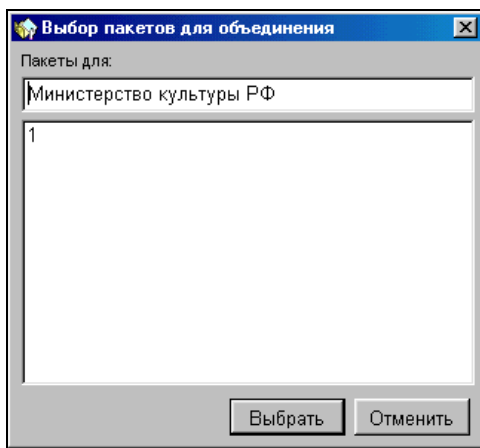 Выбор пакетов для объединения
Пакеты для:
Министерство культуры РФ
1
Выбрать Отменить